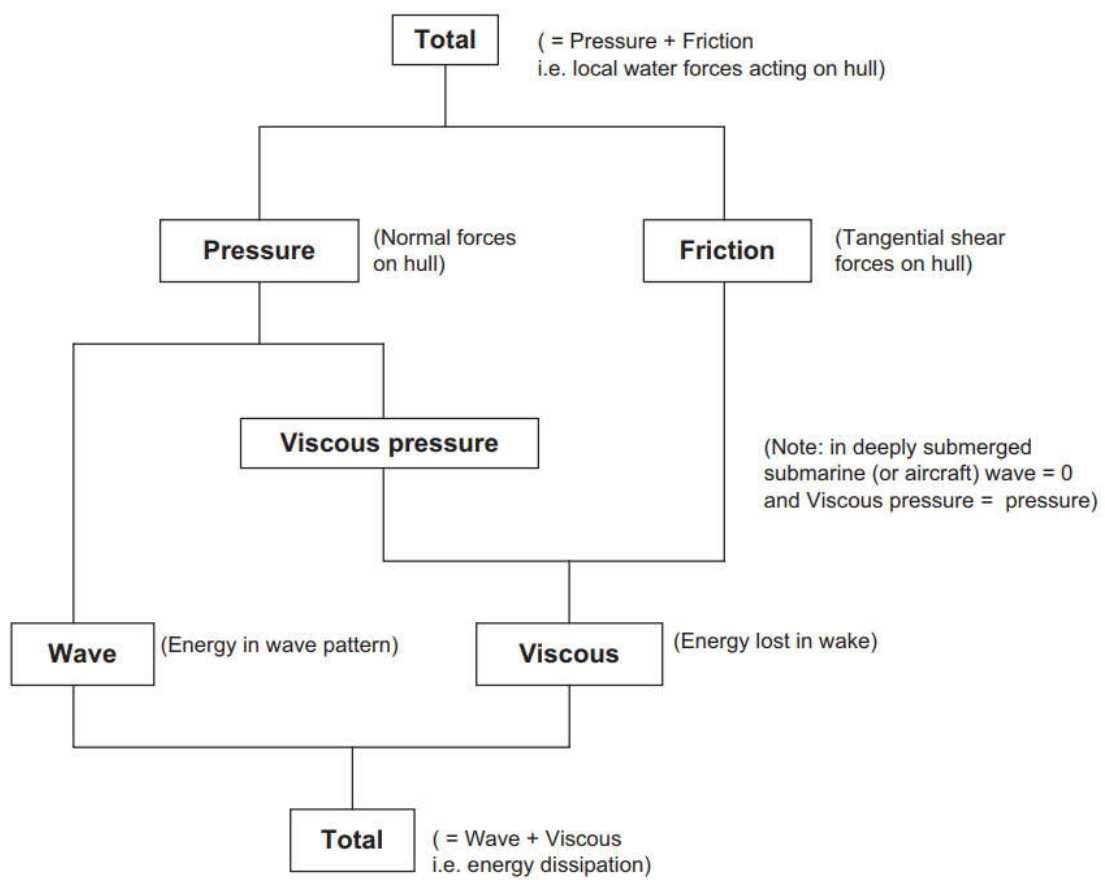 Total
( = Pressure + Friction
i.e. local water forces acting on hull)
Pressure
(Normal forces
on hull)
Friction
(Tangential shear
forces on hull)
Viscous pressure
(Note: in deeply submerged
submarine (or aircraft) wave = 0
and Viscous pressure = pressure)
Wave
(Energy in wave pattern)
Viscous
(Energy lost in wake)
Total
( = Wave + Viscous
i.e. energy dissipation)